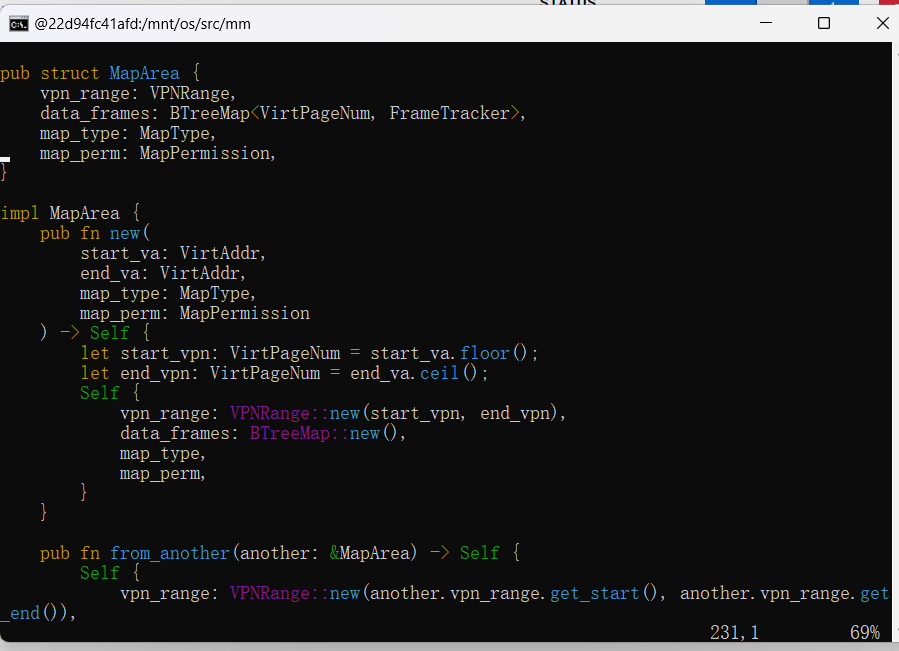 @22d94fc41afd:/mnt/os/src/mm
pub struct MapArea {
    vpn_range: VPNRange,
    data_frames: BTreeMap<VirtPageNum, FrameTracker>,
    map_type: MapType,
    map_perm: MapPermission,
}
impl MapArea {
    pub fn new(
        start_va: VirtAddr,
        end_va: VirtAddr,
        map_type: MapType,
        map_perm: MapPermission
    ) -> Self {
        let start_vpn: VirtPageNum = start_va.floor();
        let end_vpn: VirtPageNum = end_va.ceil();
        Self {
            vpn_range: VPNRange::new(start_vpn, end_vpn),
            data_frames: BTreeMap::new(),
            map_type,
            map_perm,
        }
    }
    pub fn from_another(another: &MapArea) -> Self {
        Self {
            vpn_range: VPNRange::new(another.vpn_range.get_start(), another.vpn_range.get
_end()),
231,1 69%